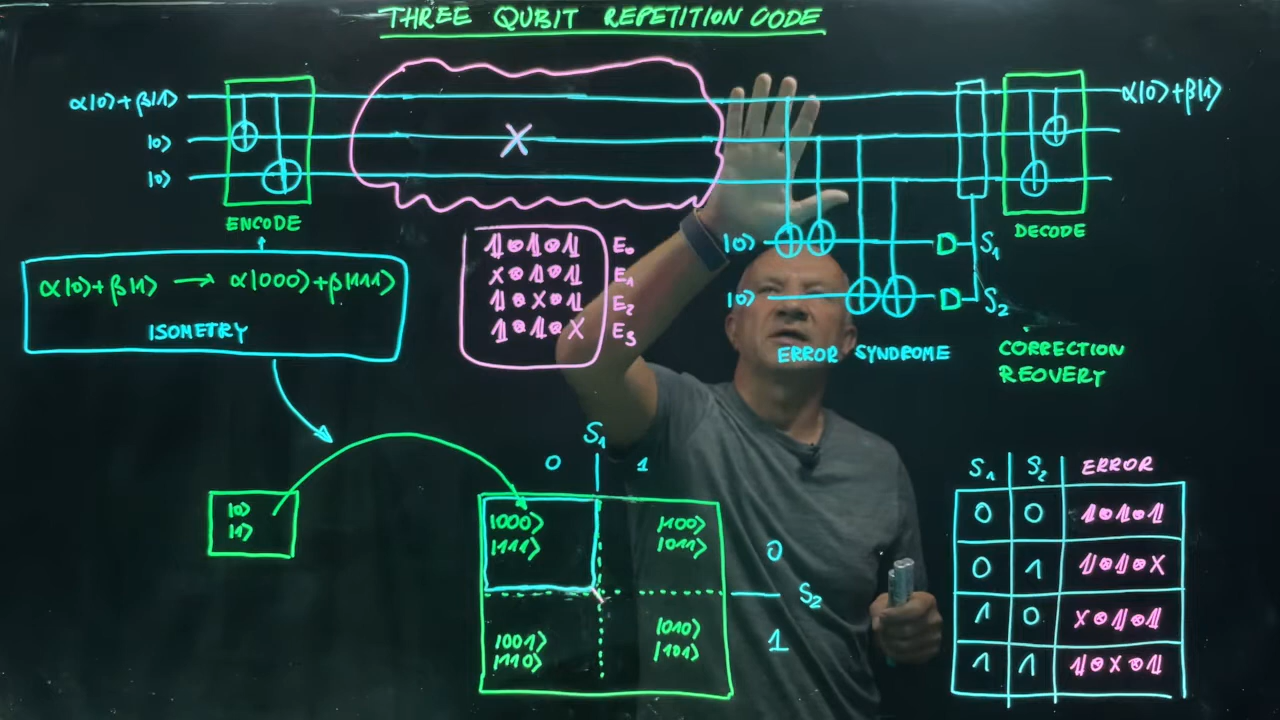 THREE QUBIT REPETITION CODE
α|0⟩+β|1⟩
|0⟩
|0⟩
ENCODE
X
α|0⟩+β|1⟩
DECODE
|0⟩ D S₁
|0⟩ D S₂
ERROR SYNDROME
CORRECTION
REOVERY
α|0⟩+β|1⟩ → α|000⟩+β|111⟩
ISOMETRY
𝟙⊗𝟙⊗𝟙 E₀
X⊗𝟙⊗𝟙 E₁
𝟙⊗X⊗𝟙 E₂
𝟙⊗𝟙⊗X E₃
|0⟩
|1⟩
S₁
0 1
|000⟩ |100⟩ 0
|111⟩ |011⟩
S₂
|001⟩ |010⟩ 1
|110⟩ |101⟩
S₁ S₂ ERROR
0 0 𝟙⊗𝟙⊗𝟙
0 1 𝟙⊗𝟙⊗X
1 0 X⊗𝟙⊗𝟙
1 1 𝟙⊗X⊗𝟙